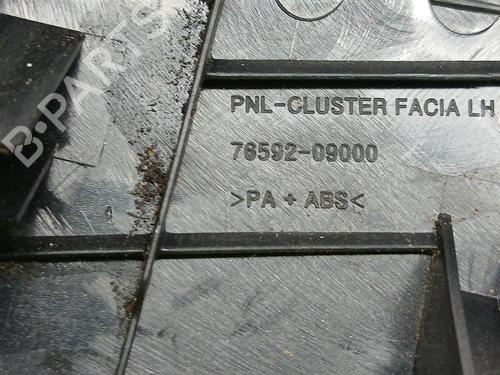 PNL-CLUSTER FACIA LH
76592-09000
>PA + ABS<
B-PARTS